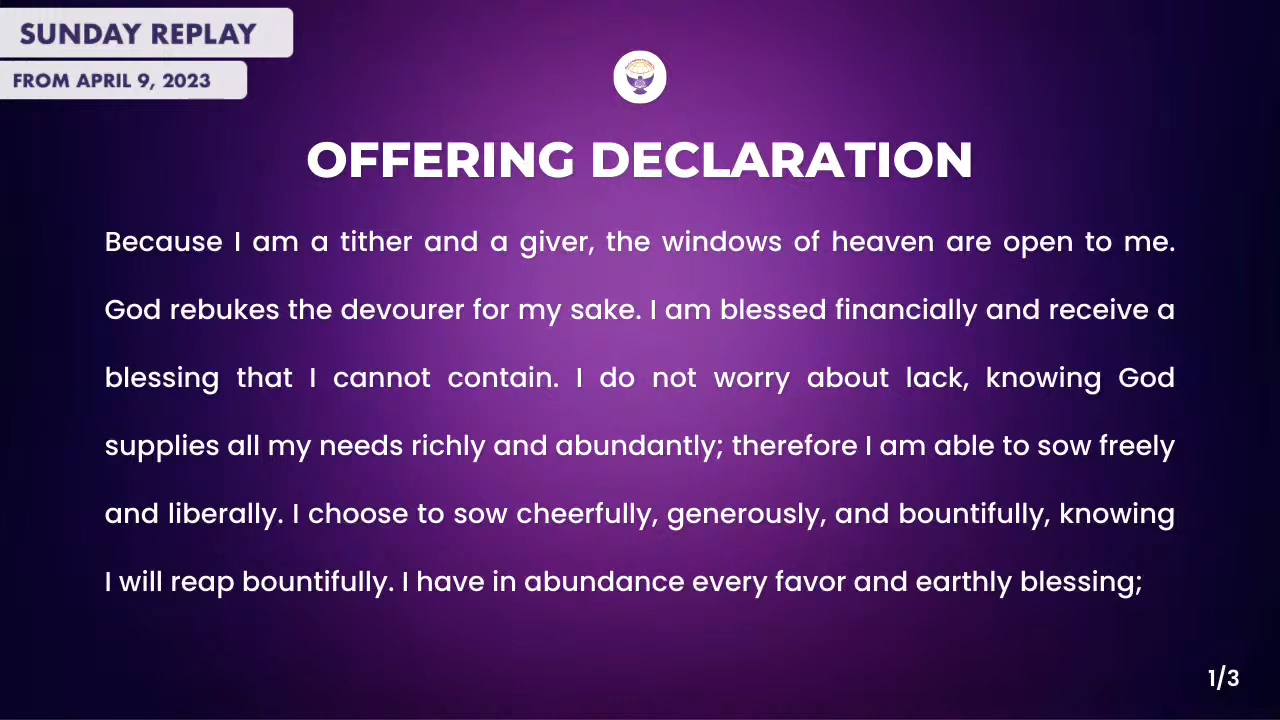 SUNDAY REPLAY
FROM APRIL 9, 2023
OFFERING DECLARATION
Because I am a tither and a giver, the windows of heaven are open to me.
God rebukes the devourer for my sake. I am blessed financially and receive a
blessing that I cannot contain. I do not worry about lack, knowing God
supplies all my needs richly and abundantly; therefore I am able to sow freely
and liberally. I choose to sow cheerfully, generously, and bountifully, knowing
I will reap bountifully. I have in abundance every favor and earthly blessing;
1/3